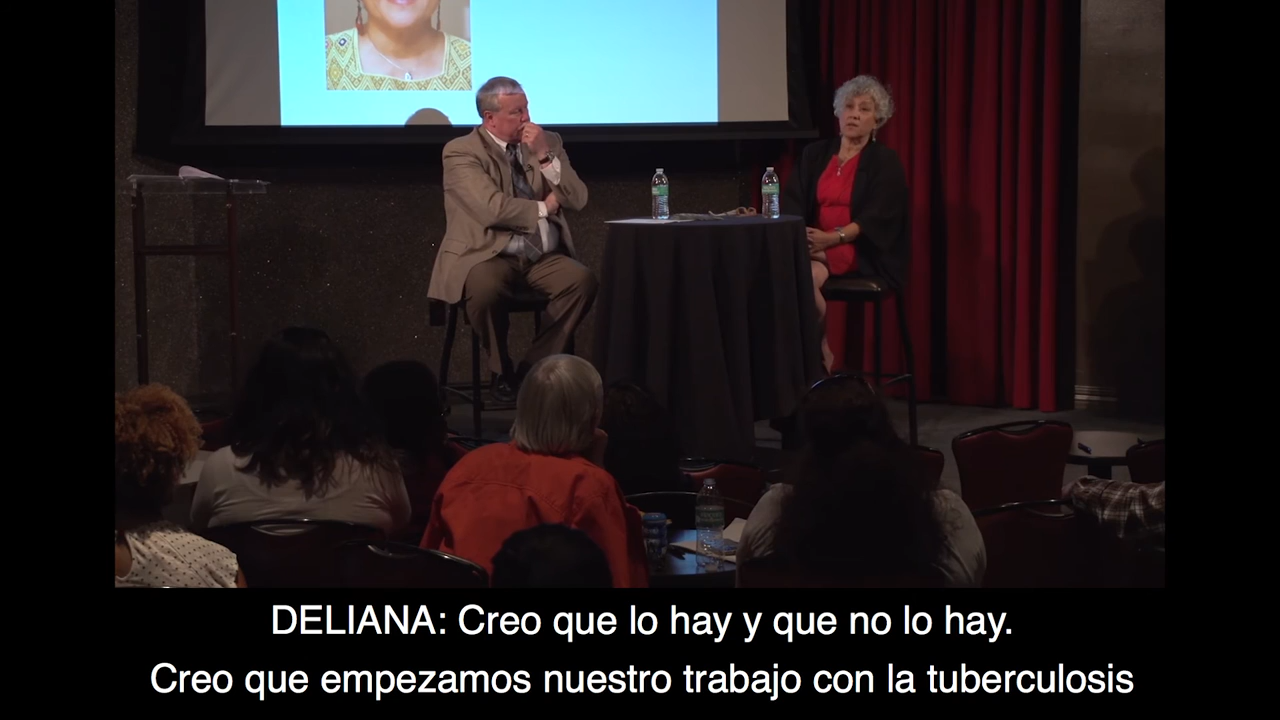 DELIANA: Creo que lo hay y que no lo hay.
Creo que empezamos nuestro trabajo con la tuberculosis